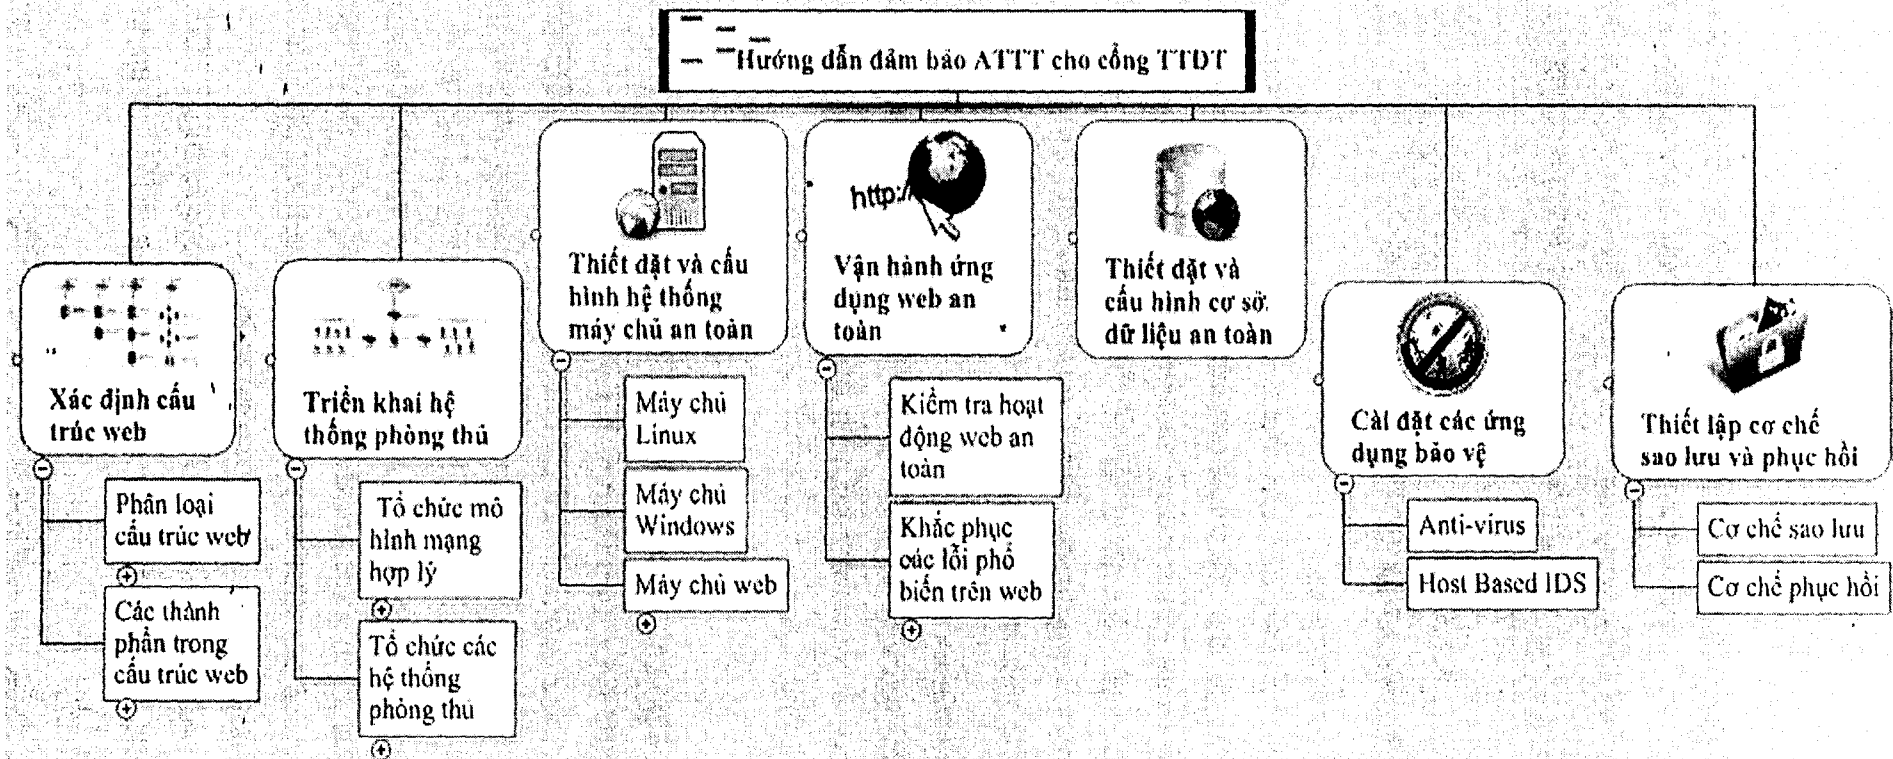 Hướng dẫn đảm bảo ATTT cho cổng TTĐT
Xác định cấu
trúc web
Phân loại
cấu trúc web
Các thành
phần trong
cấu trúc web
Triển khai hệ
thống phòng thủ
Tổ chức mô
hình mạng
hợp lý
Tổ chức các
hệ thống
phòng thủ
Thiết đặt và cấu
hình hệ thống
máy chủ an toàn
Máy chủ
Linux
Máy chủ
Windows
Máy chủ web
http://
Vận hành ứng
dụng web an
toàn
Kiểm tra hoạt
động web an
toàn
Khắc phục
các lỗi phổ
biến trên web
Thiết đặt và
cấu hình cơ sở
dữ liệu an toàn
Cài đặt các ứng
dụng bảo vệ
Anti-virus
Host Based IDS
Thiết lập cơ chế
sao lưu và phục hồi
Cơ chế sao lưu
Cơ chế phục hồi